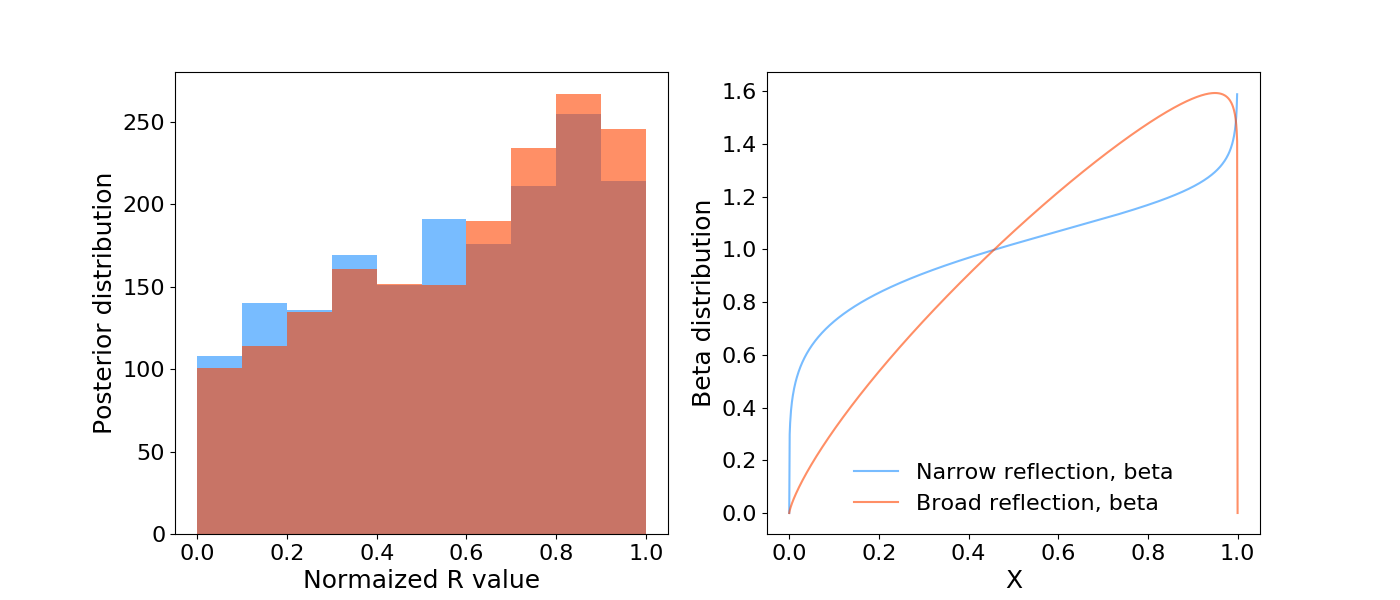 Posterior distribution
250
200
150
100
50
0
0.0 0.2 0.4 0.6 0.8 1.0
Normaized R value
Beta distribution
1.6
1.4
1.2
1.0
0.8
0.6
0.4
0.2
0.0
Narrow reflection, beta
Broad reflection, beta
0.0 0.2 0.4 0.6 0.8 1.0
X